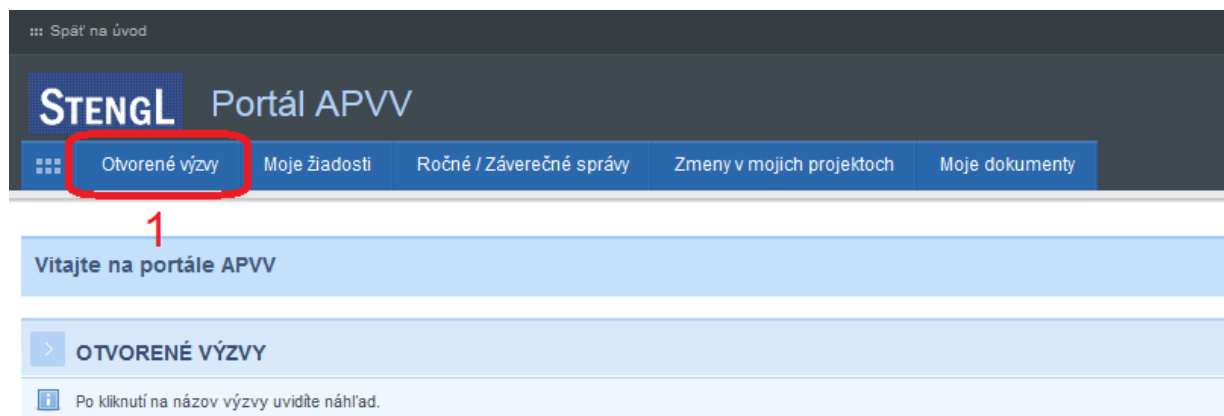 Späť na úvod
STENGL Portál APVV
Otvorené výzvy Moje žiadosti Ročné / Záverečné správy Zmeny v mojich projektoch Moje dokumenty
1
Vitajte na portále APVV
OTVORENÉ VÝZVY
Po kliknutí na názov výzvy uvidíte náhľad.